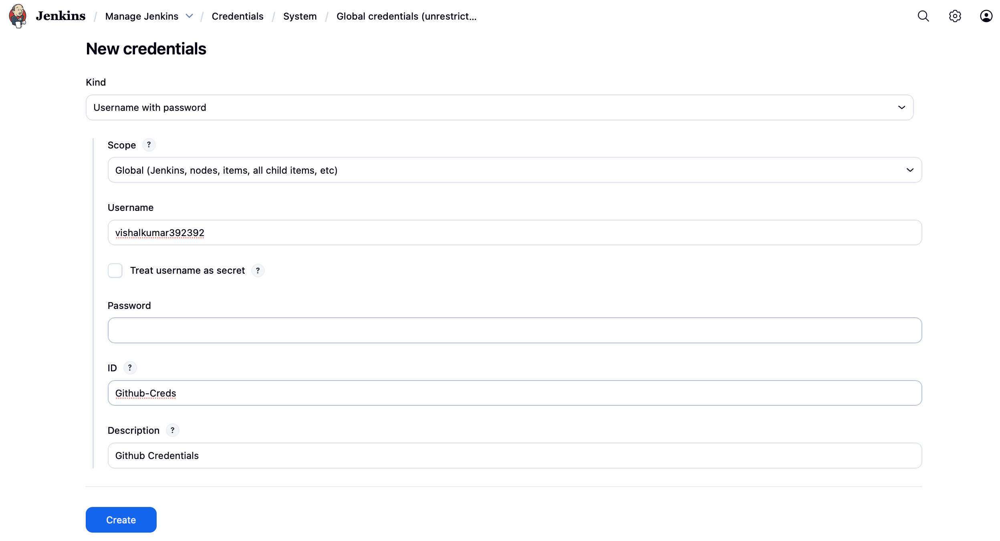 Jenkins / Manage Jenkins / Credentials / System / Global credentials (unrestrict...
New credentials
Kind
Username with password
Scope ?
Global (Jenkins, nodes, items, all child items, etc)
Username
vishalkumar392392
Treat username as secret ?
Password
ID ?
Github-Creds
Description ?
Github Credentials
Create